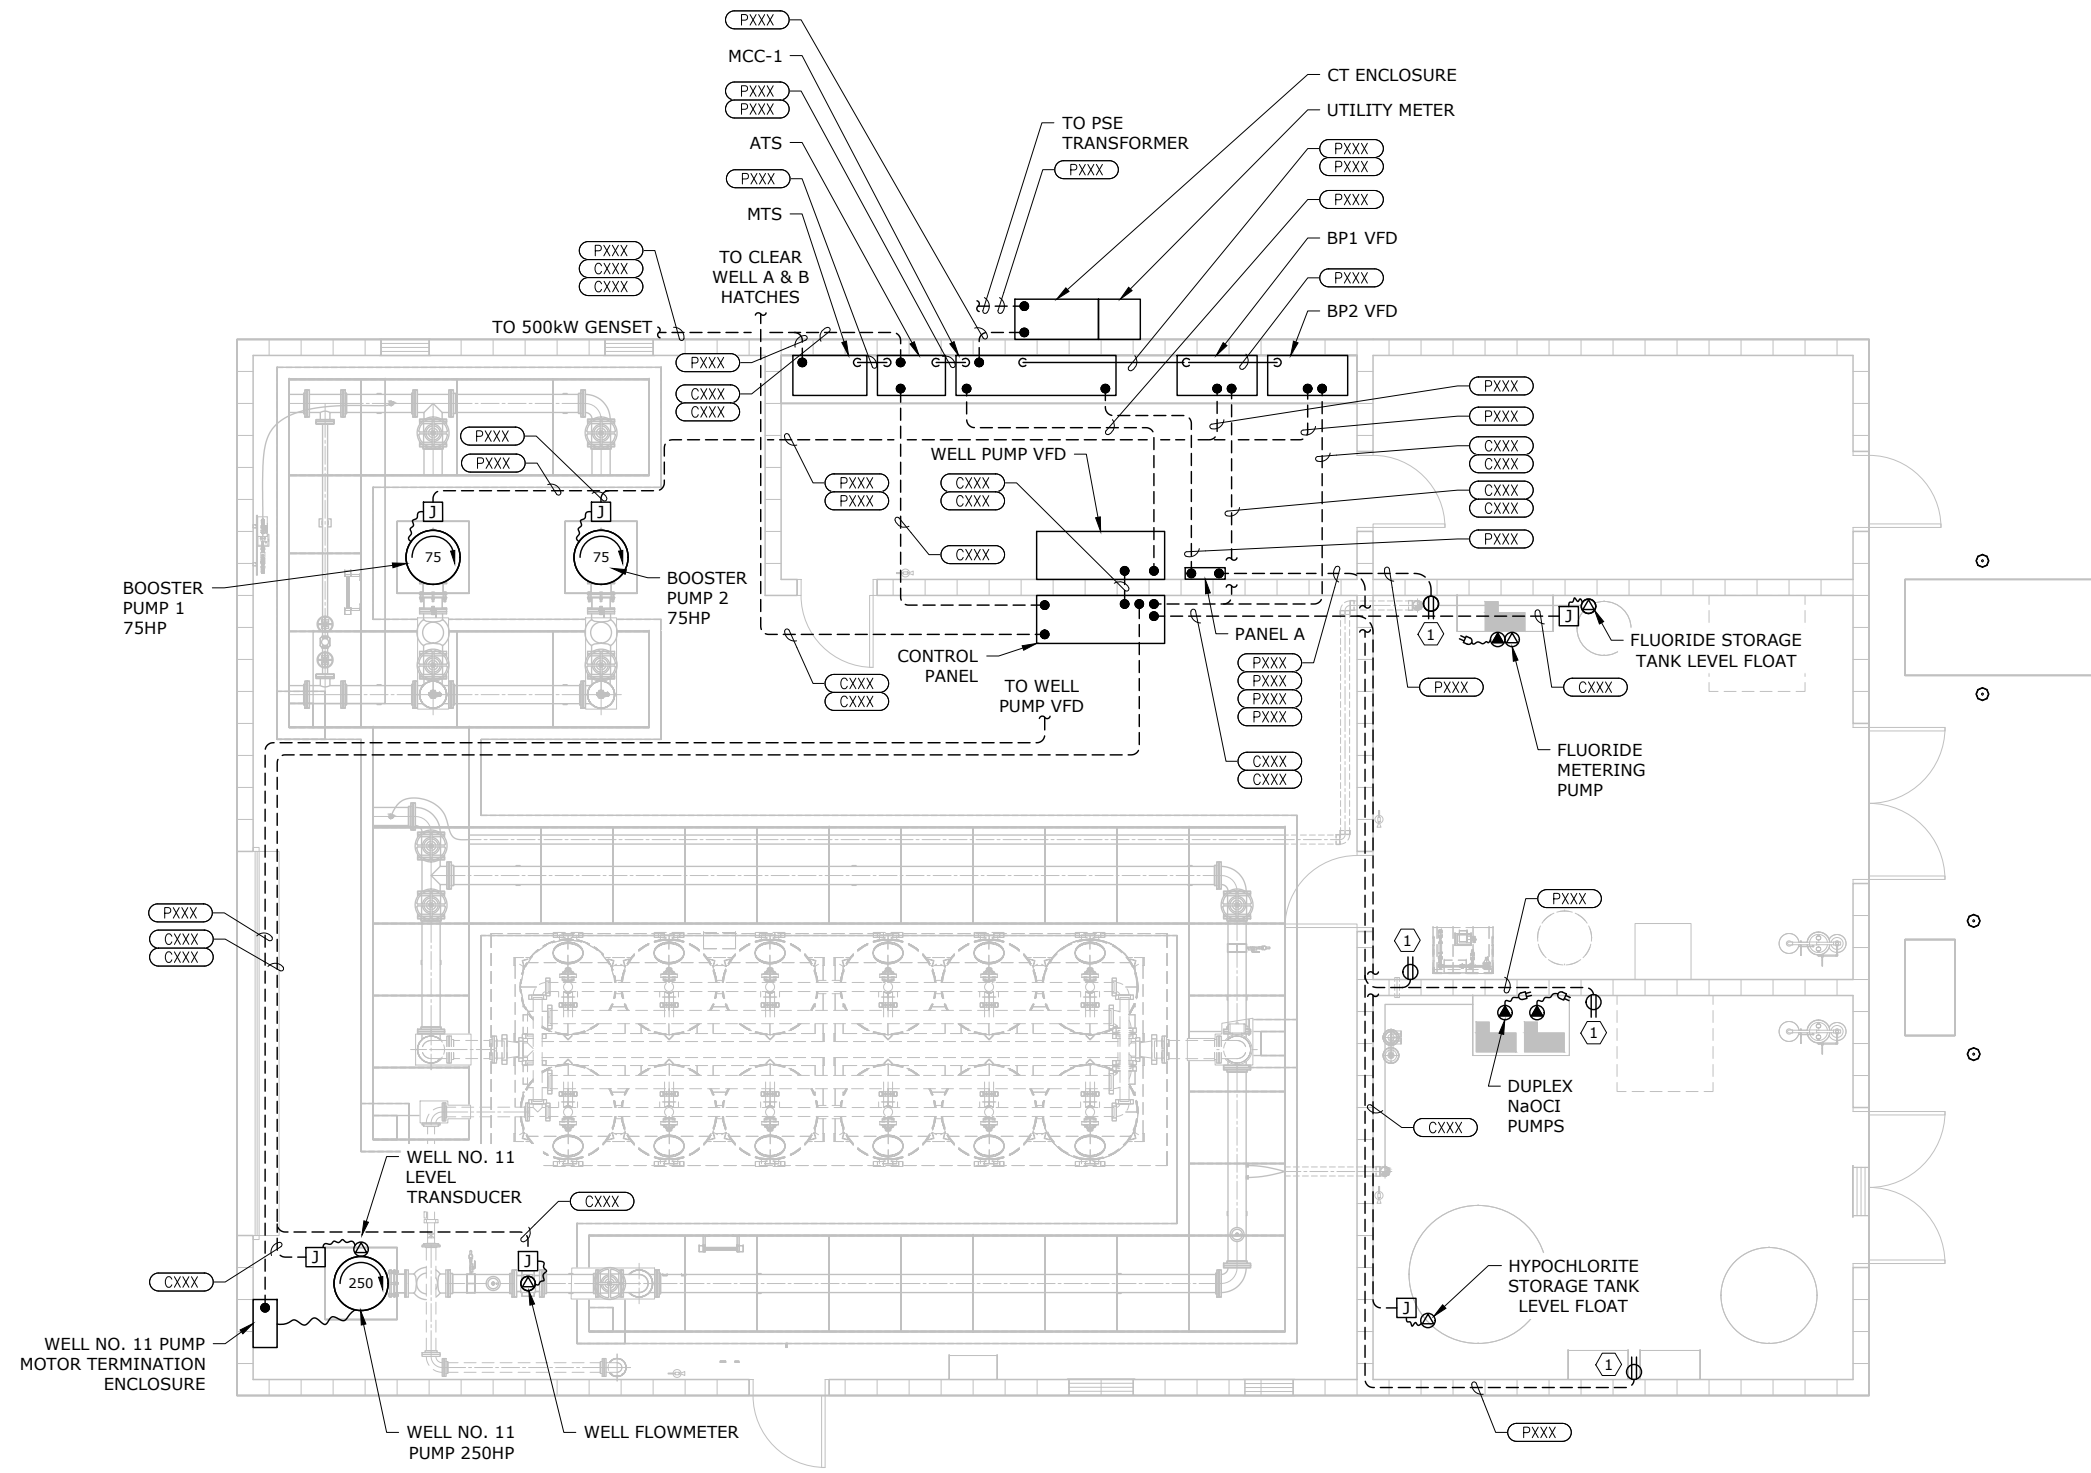 PXXX
MCC-1
PXXX
PXXX
ATS
PXXX
MTS
CT ENCLOSURE
UTILITY METER
TO PSE
TRANSFORMER
PXXX
PXXX
PXXX
PXXX
BP1 VFD
PXXX
BP2 VFD
PXXX
CXXX
CXXX
TO CLEAR
WELL A & B
HATCHES
TO 500kW GENSET
PXXX
CXXX
CXXX
PXXX
PXXX
PXXX
PXXX
CXXX
CXXX
CXXX
CXXX
PXXX
WELL PUMP VFD
PXXX
PXXX
CXXX
CXXX
CXXX
J
J
75
75
BOOSTER
PUMP 1
75HP
BOOSTER
PUMP 2
75HP
CONTROL
PANEL
PANEL A
CXXX
CXXX
TO WELL
PUMP VFD
PXXX
PXXX
PXXX
PXXX
CXXX
CXXX
1
J
FLUORIDE STORAGE
TANK LEVEL FLOAT
PXXX
CXXX
FLUORIDE
METERING
PUMP
PXXX
CXXX
CXXX
PXXX
1
1
DUPLEX
NaOCI
PUMPS
CXXX
WELL NO. 11
LEVEL
TRANSDUCER
CXXX
CXXX
J
J
250
HYPOCHLORITE
STORAGE TANK
LEVEL FLOAT
J
WELL NO. 11 PUMP
MOTOR TERMINATION
ENCLOSURE
1
WELL NO. 11
PUMP 250HP
WELL FLOWMETER
PXXX